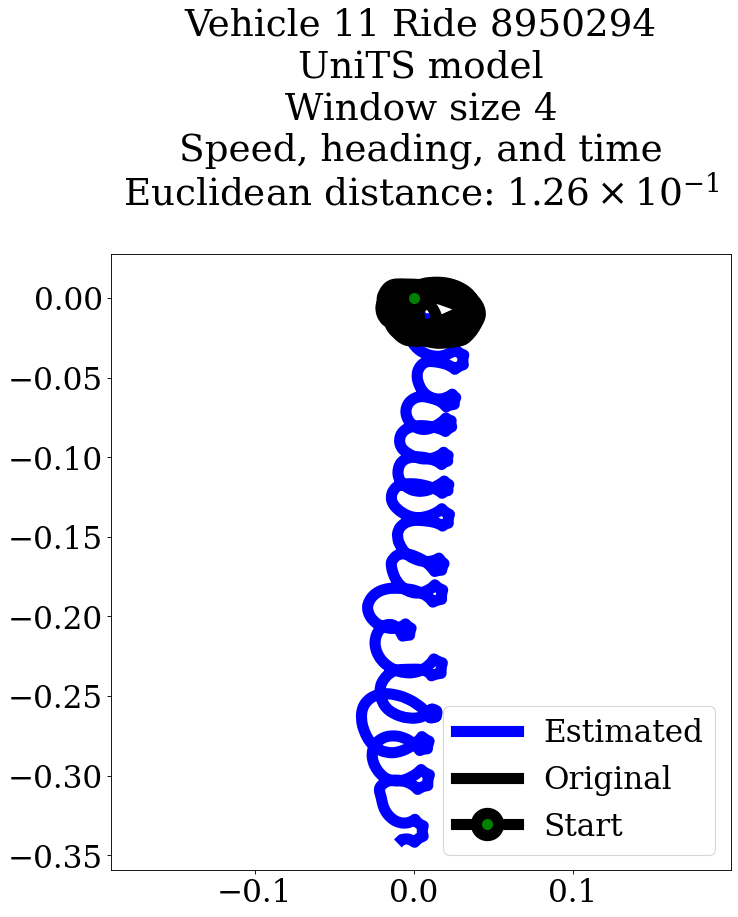 Vehicle 11 Ride 8950294
UniTS model
Window size 4
Speed, heading, and time
Euclidean distance: 1.26 × 10⁻¹
0.00
−0.05
−0.10
−0.15
−0.20
−0.25
−0.30
−0.35
Estimated
Original
Start
−0.1 0.0 0.1